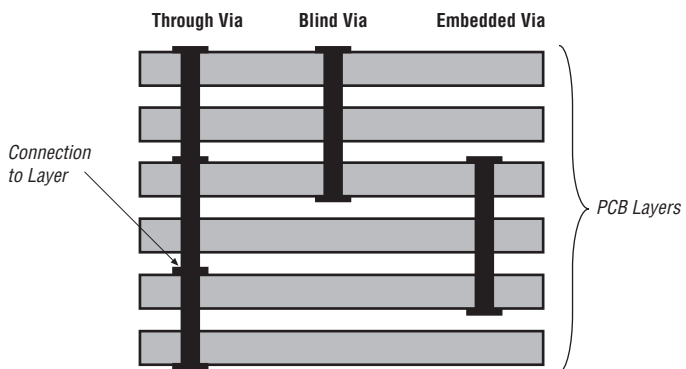 Through Via
Blind Via
Embedded Via
Connection
to Layer
PCB Layers